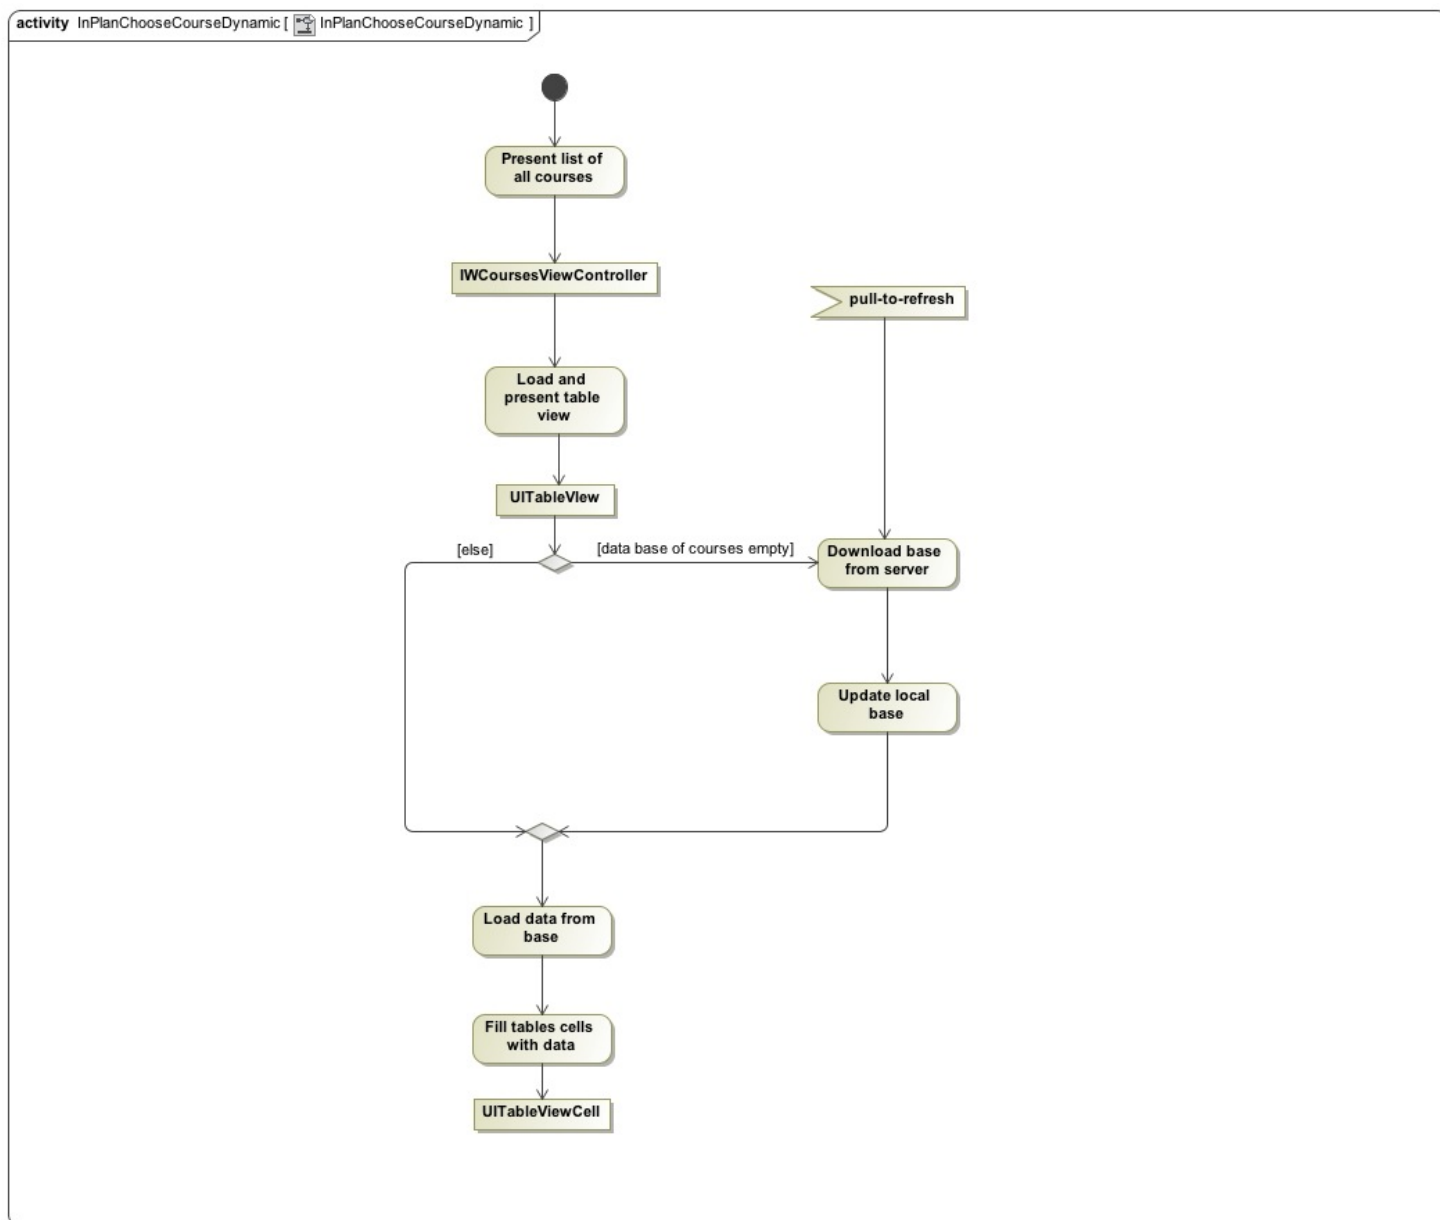 activity InPlanChooseCourseDynamic [ InPlanChooseCourseDynamic ]
Present list of
all courses
IWCoursesViewController
pull-to-refresh
Load and
present table
view
UITableVIew
[else]
[data base of courses empty]
Download base
from server
Update local
base
Load data from
base
Fill tables cells
with data
UITableViewCell